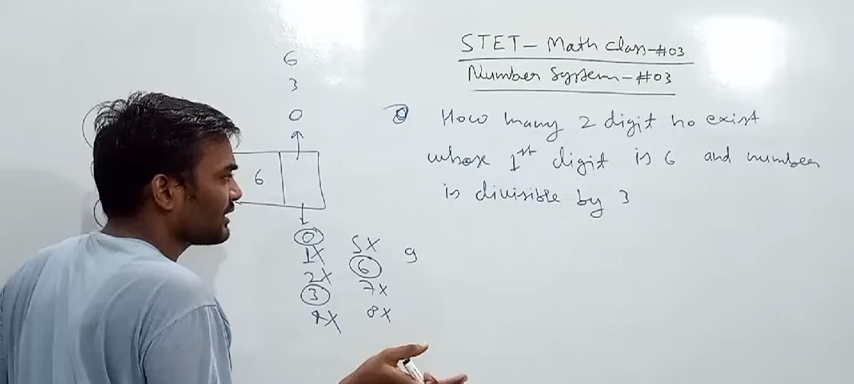 STET- Math Class-#03
Number System-#03
How many 2 digit no exist
whose 1st digit is 6 and number
is divisible by 3
6
3
0
6
0 5X 9
1X 6
2X 7X
3 8X
4X